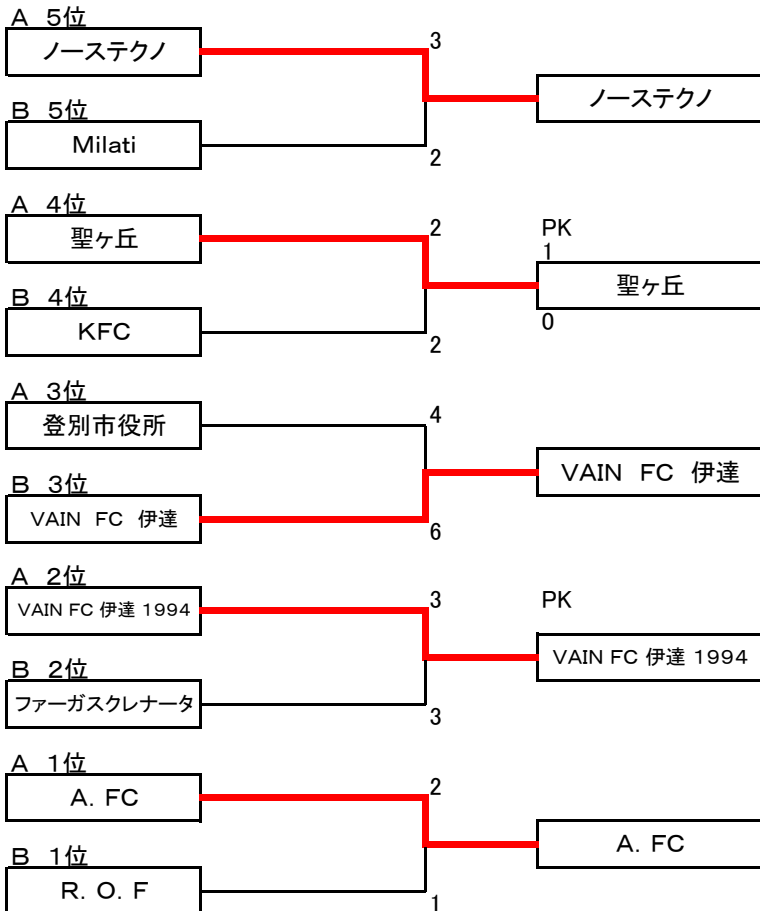 A 5位
ノーステクノ
3
ノーステクノ
B 5位
Milati
2
A 4位
聖ヶ丘
2
PK
1
聖ヶ丘
0
B 4位
KFC
2
A 3位
登別市役所
4
VAIN FC 伊達
B 3位
VAIN FC 伊達
6
A 2位
VAIN FC 伊達 1994
3
PK
VAIN FC 伊達 1994
B 2位
ファーガスクレナータ
3
A 1位
A. FC
2
A. FC
B 1位
R. O. F
1